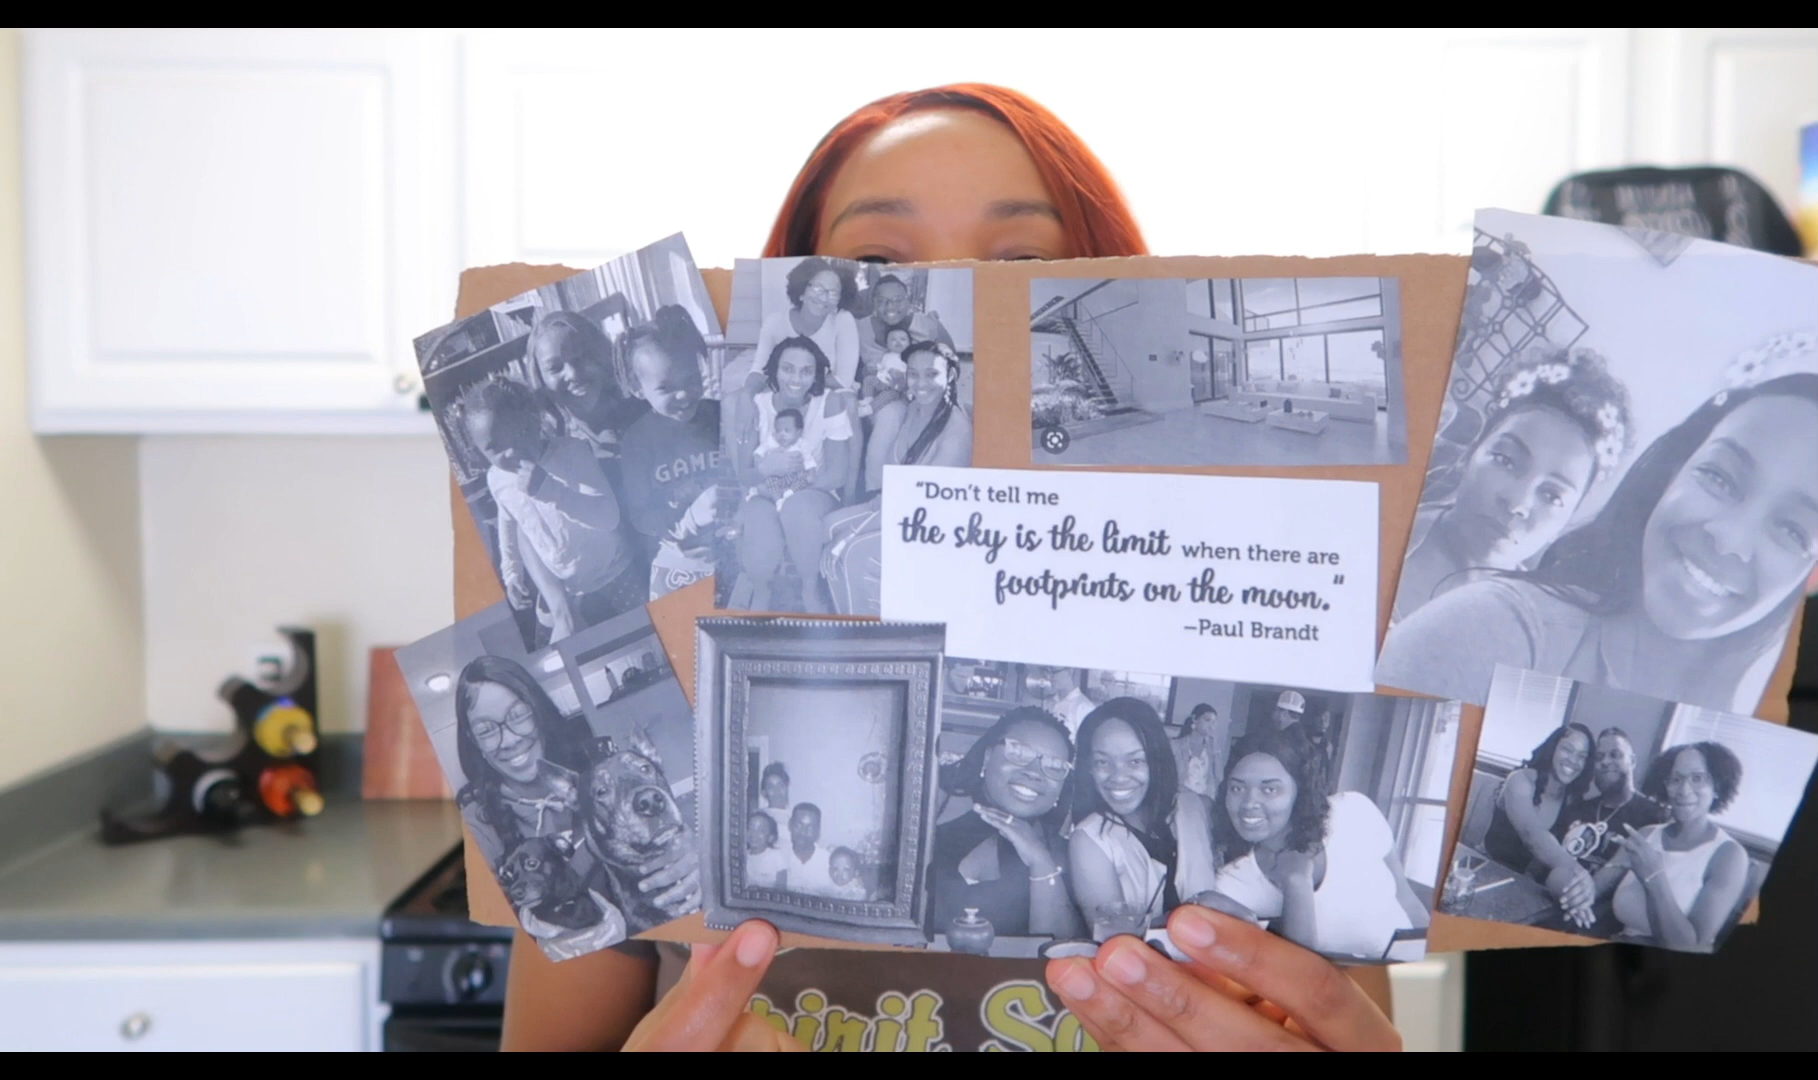 GAME
“Don’t tell me
the sky is the limit when there are
footprints on the moon.”
–Paul Brandt